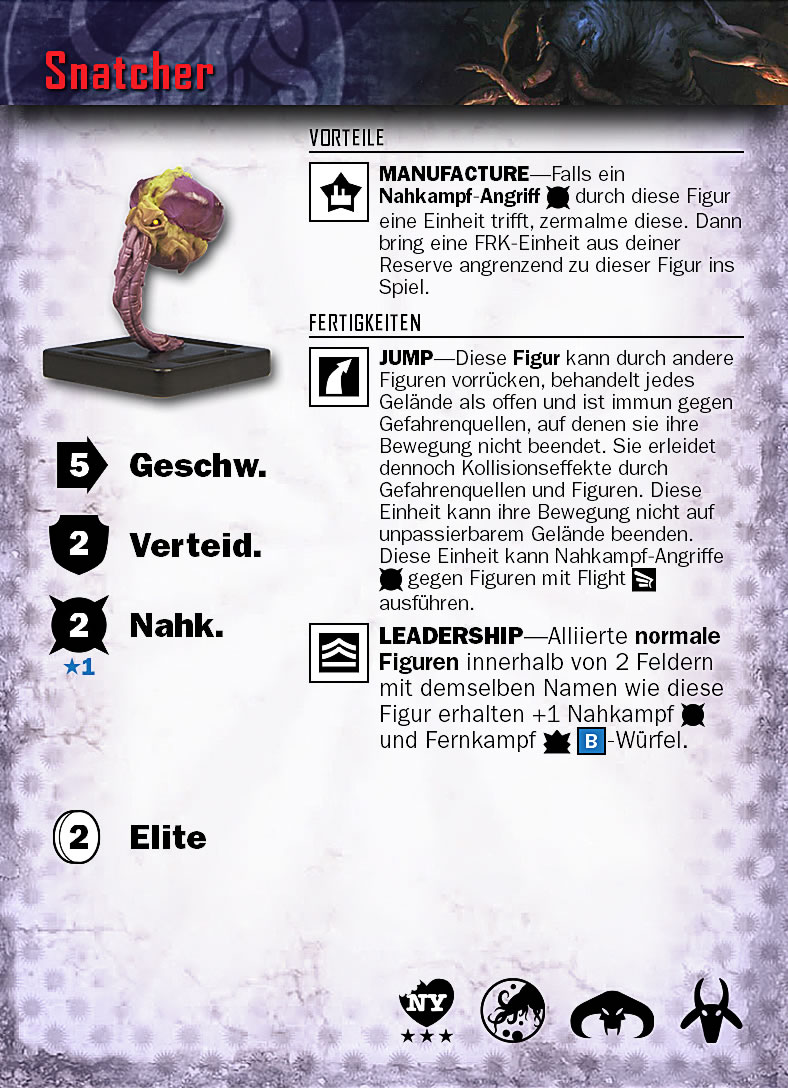 Snatcher
VORTEILE
MANUFACTURE—Falls ein
Nahkampf-Angriff durch diese Figur
eine Einheit trifft, zermalme diese. Dann
bring eine FRK-Einheit aus deiner
Reserve angrenzend zu dieser Figur ins
Spiel.
FERTIGKEITEN
JUMP—Diese Figur kann durch andere
Figuren vorrücken, behandelt jedes
Gelände als offen und ist immun gegen
Gefahrenquellen, auf denen sie ihre
Bewegung nicht beendet. Sie erleidet
dennoch Kollisionseffekte durch
Gefahrenquellen und Figuren. Diese
Einheit kann ihre Bewegung nicht auf
unpassierbarem Gelände beenden.
Diese Einheit kann Nahkampf-Angriffe
gegen Figuren mit Flight
ausführen.
LEADERSHIP—Alliierte normale
Figuren innerhalb von 2 Feldern
mit demselben Namen wie diese
Figur erhalten +1 Nahkampf
und Fernkampf B-Würfel.
5 Geschw.
2 Verteid.
2 Nahk.
★1
2 Elite
NY
★★★